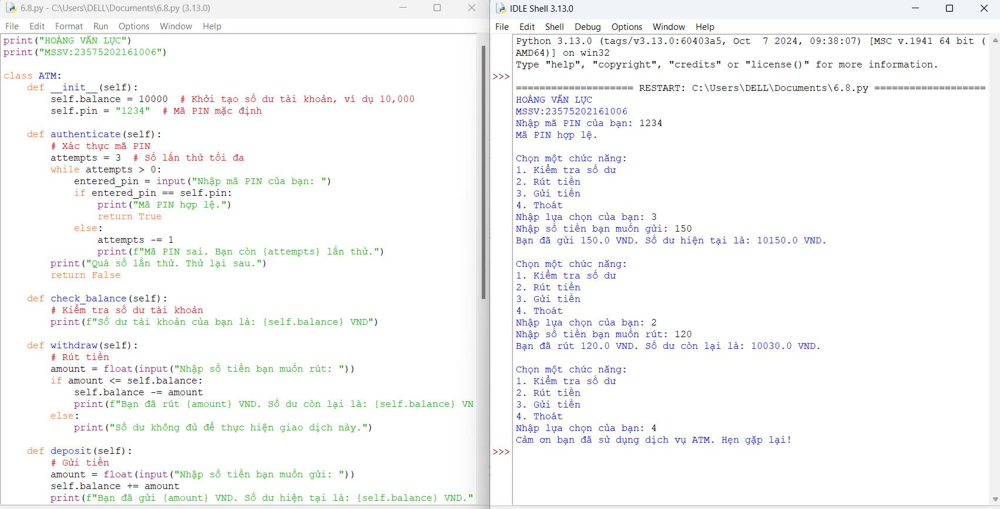 6.8.py - C:\Users\DELL\Documents\6.8.py (3.13.0)
File Edit Format Run Options Window Help
print("HOÀNG VĂN LỰC")
print("MSSV:23575202161006")
class ATM:
def __init__(self):
self.balance = 10000 # Khởi tạo số dư tài khoản, ví dụ 10,000
self.pin = "1234" # Mã PIN mặc định
def authenticate(self):
# Xác thực mã PIN
attempts = 3 # Số lần thử tối đa
while attempts > 0:
entered_pin = input("Nhập mã PIN của bạn: ")
if entered_pin == self.pin:
print("Mã PIN hợp lệ.")
return True
else:
attempts -= 1
print(f"Mã PIN sai. Bạn còn {attempts} lần thử.")
print("Quá số lần thử. Thử lại sau.")
return False
def check_balance(self):
# Kiểm tra số dư tài khoản
print(f"Số dư tài khoản của bạn là: {self.balance} VND")
def withdraw(self):
# Rút tiền
amount = float(input("Nhập số tiền bạn muốn rút: "))
if amount <= self.balance:
self.balance -= amount
print(f"Bạn đã rút {amount} VND. Số dư còn lại là: {self.balance} VN
else:
print("Số dư không đủ để thực hiện giao dịch này.")
def deposit(self):
# Gửi tiền
amount = float(input("Nhập số tiền bạn muốn gửi: "))
self.balance += amount
print(f"Bạn đã gửi {amount} VND. Số dư hiện tại là: {self.balance} VND."
IDLE Shell 3.13.0
File Edit Shell Debug Options Window Help
Python 3.13.0 (tags/v3.13.0:60403a5, Oct  7 2024, 09:38:07) [MSC v.1941 64 bit (
AMD64)] on win32
Type "help", "copyright", "credits" or "license()" for more information.
>>>
==================== RESTART: C:\Users\DELL\Documents\6.8.py ===================
HOÀNG VĂN LỰC
MSSV:23575202161006
Nhập mã PIN của bạn: 1234
Mã PIN hợp lệ.
Chọn một chức năng:
1. Kiểm tra số dư
2. Rút tiền
3. Gửi tiền
4. Thoát
Nhập lựa chọn của bạn: 3
Nhập số tiền bạn muốn gửi: 150
Bạn đã gửi 150.0 VND. Số dư hiện tại là: 10150.0 VND.
Chọn một chức năng:
1. Kiểm tra số dư
2. Rút tiền
3. Gửi tiền
4. Thoát
Nhập lựa chọn của bạn: 2
Nhập số tiền bạn muốn rút: 120
Bạn đã rút 120.0 VND. Số dư còn lại là: 10030.0 VND.
Chọn một chức năng:
1. Kiểm tra số dư
2. Rút tiền
3. Gửi tiền
4. Thoát
Nhập lựa chọn của bạn: 4
Cảm ơn bạn đã sử dụng dịch vụ ATM. Hẹn gặp lại!
>>>